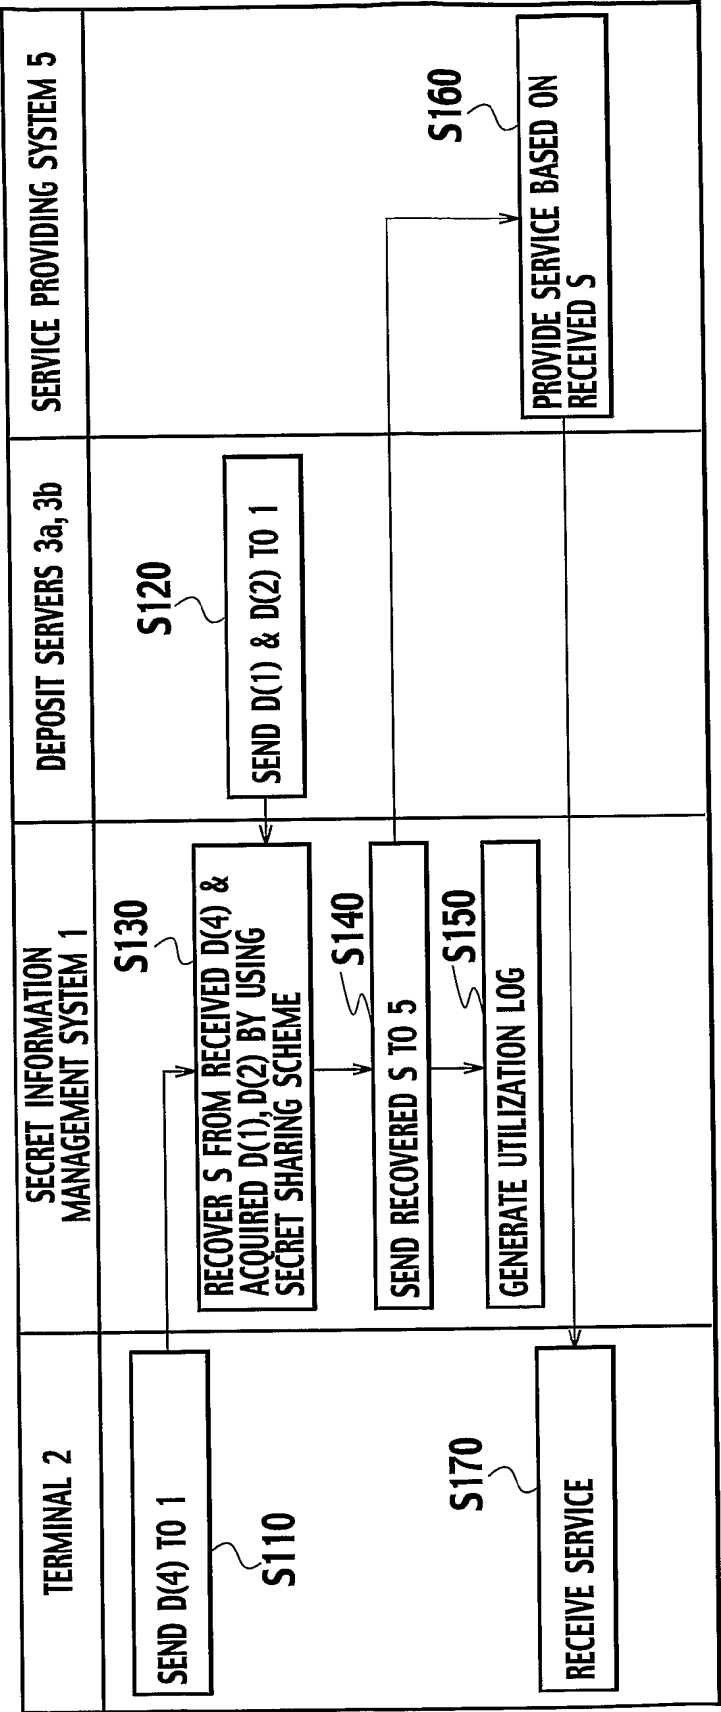 TERMINAL 2
SECRET INFORMATION
MANAGEMENT SYSTEM 1
DEPOSIT SERVERS 3a, 3b
SERVICE PROVIDING SYSTEM 5
SEND D(4) TO 1
S110
S120
SEND D(1) & D(2) TO 1
S130
RECOVER S FROM RECEIVED D(4) &
ACQUIRED D(1), D(2) BY USING
SECRET SHARING SCHEME
S140
SEND RECOVERED S TO 5
S150
GENERATE UTILIZATION LOG
S160
PROVIDE SERVICE BASED ON
RECEIVED S
S170
RECEIVE SERVICE